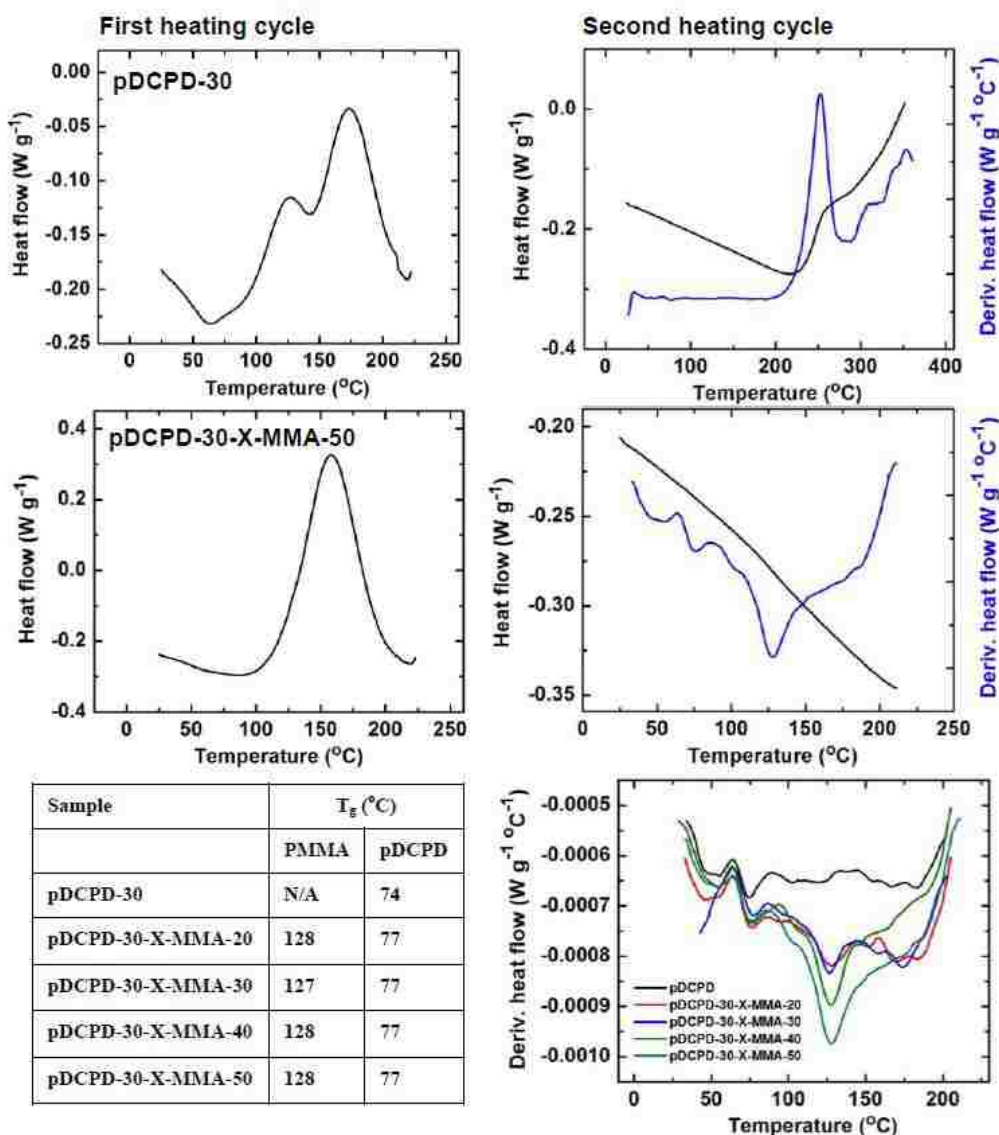 First heating cycle
Second heating cycle
pDCPD-30
0.00
-0.05
-0.10
-0.15
-0.20
-0.25
Heat flow (W g⁻¹)
0 50 100 150 200 250
Temperature (°C)
0.0
-0.2
-0.4
Heat flow (W g⁻¹)
0 100 200 300 400
Temperature (°C)
Deriv. heat flow (W g⁻¹ °C⁻¹)
pDCPD-30-X-MMA-50
0.4
0.2
0.0
-0.2
-0.4
Heat flow (W g⁻¹)
0 50 100 150 200 250
Temperature (°C)
-0.20
-0.25
-0.30
-0.35
Heat flow (W g⁻¹)
0 50 100 150 200 250
Temperature (°C)
Deriv. heat flow (W g⁻¹ °C⁻¹)
Sample Tg (°C)
PMMA pDCPD
pDCPD-30 N/A 74
pDCPD-30-X-MMA-20 128 77
pDCPD-30-X-MMA-30 127 77
pDCPD-30-X-MMA-40 128 77
pDCPD-30-X-MMA-50 128 77
-0.0005
-0.0006
-0.0007
-0.0008
-0.0009
-0.0010
Deriv. heat flow (W g⁻¹ °C⁻¹)
pDCPD
pDCPD-30-X-MMA-20
pDCPD-30-X-MMA-30
pDCPD-30-X-MMA-40
pDCPD-30-X-MMA-50
0 50 100 150 200
Temperature (°C)